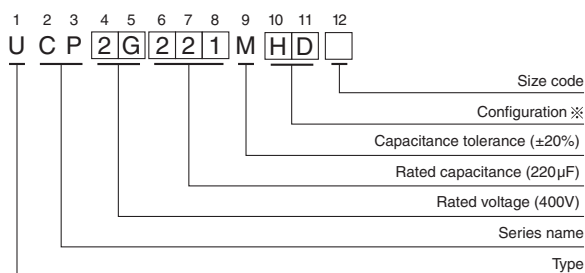 1 2 3 4 5 6 7 8 9 10 11 12
U C P 2 G 2 2 1 M H D
Size code
Configuration ※
Capacitance tolerance (±20%)
Rated capacitance (220µF)
Rated voltage (400V)
Series name
Type